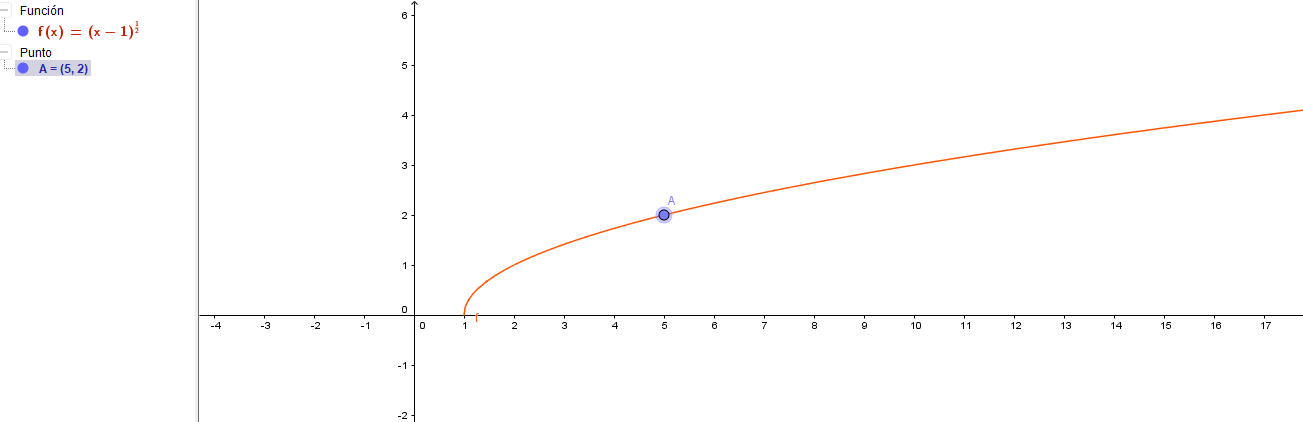 Función
f(x) = (x − 1)^{1/2}
Punto
A = (5, 2)
6
5
4
3
2
1
0
-1
-2
A
f
-4 -3 -2 -1 0 1 2 3 4 5 6 7 8 9 10 11 12 13 14 15 16 17